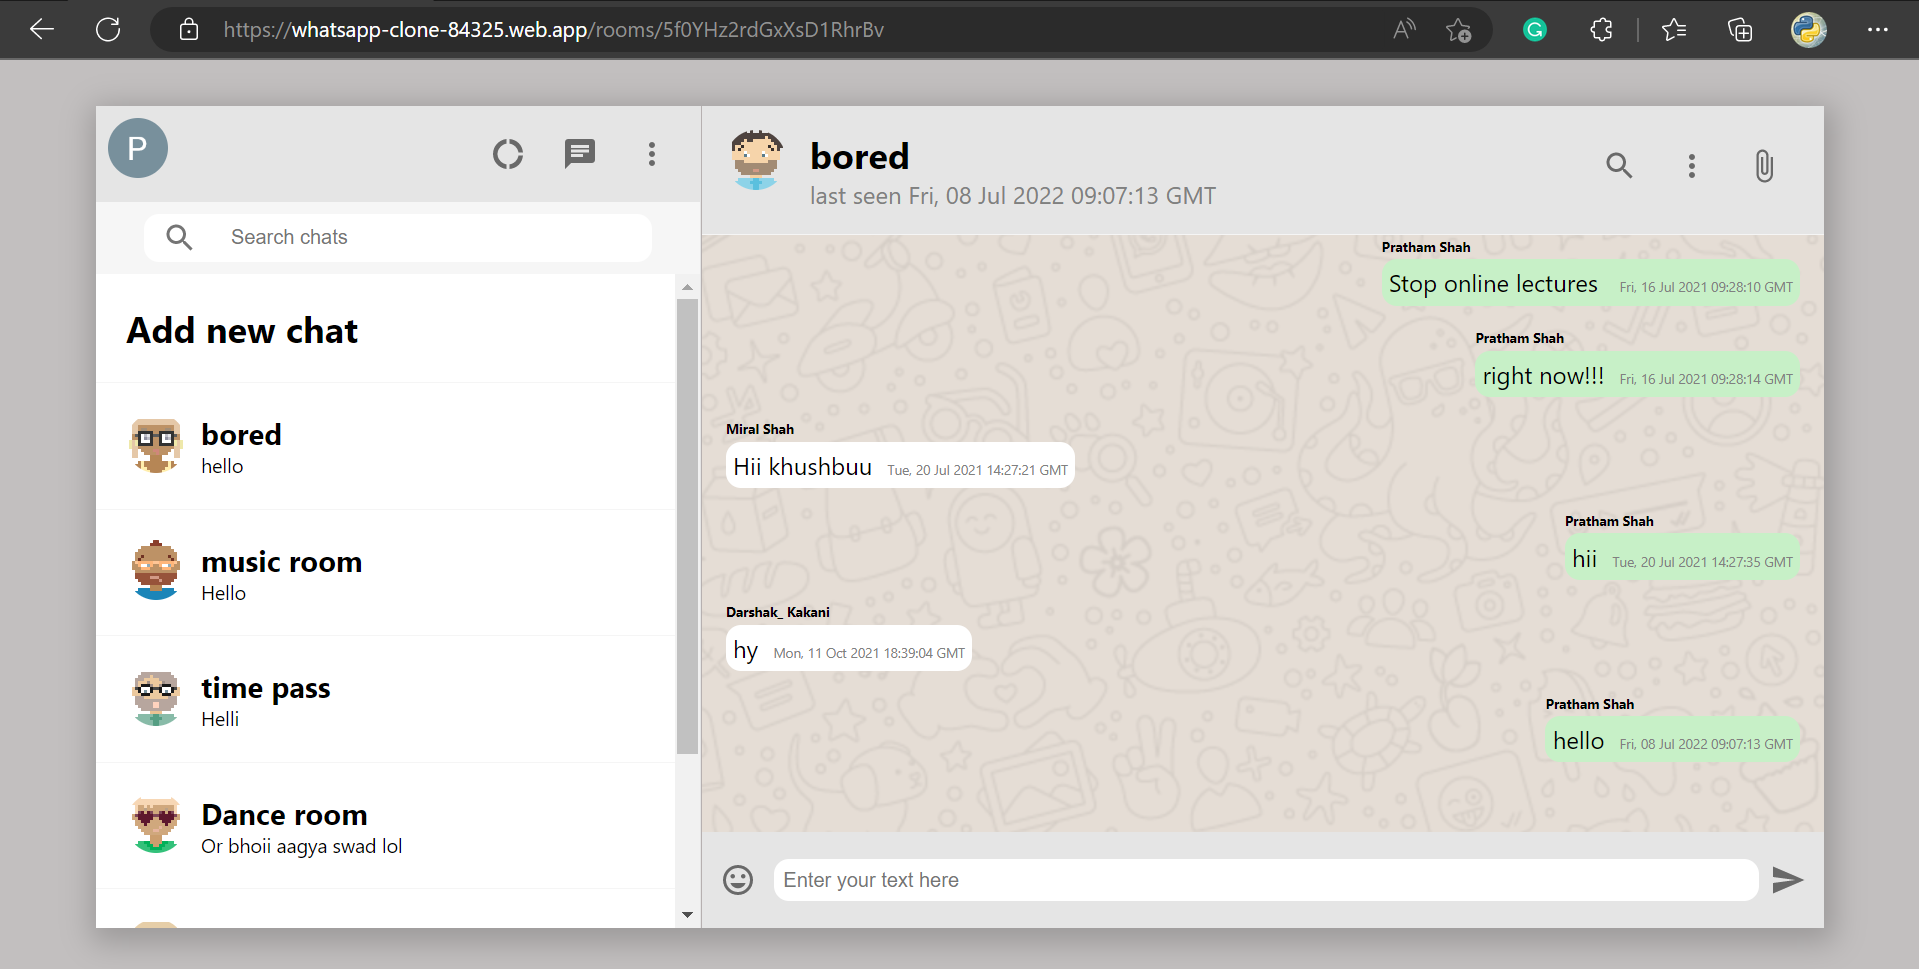 https://whatsapp-clone-84325.web.app/rooms/5f0YHz2rdGxXsD1RhrBv
P
Search chats
Add new chat
bored
hello
music room
Hello
time pass
Helli
Dance room
Or bhoii aagya swad lol
bored
last seen Fri, 08 Jul 2022 09:07:13 GMT
Pratham Shah
Stop online lectures Fri, 16 Jul 2021 09:28:10 GMT
Pratham Shah
right now!!! Fri, 16 Jul 2021 09:28:14 GMT
Miral Shah
Hii khushbuu Tue, 20 Jul 2021 14:27:21 GMT
Pratham Shah
hii Tue, 20 Jul 2021 14:27:35 GMT
Darshak_ Kakani
hy Mon, 11 Oct 2021 18:39:04 GMT
Pratham Shah
hello Fri, 08 Jul 2022 09:07:13 GMT
Enter your text here